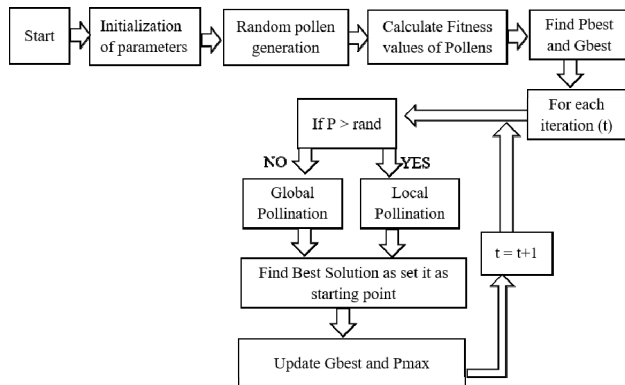 Start
Initialization
of parameters
Random pollen
generation
Calculate Fitness
values of Pollens
Find Pbest
and Gbest
For each
iteration (t)
If P > rand
NO
YES
Global
Pollination
Local
Pollination
Find Best Solution as set it as
starting point
t = t+1
Update Gbest and Pmax